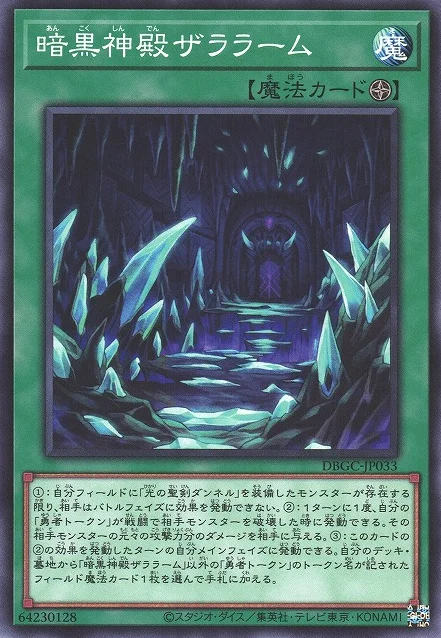 暗黒神殿ザララーム
【魔法カード】
DBGC-JP033
①：自分フィールドに「光の聖剣ダンネル」を装備したモンスターが存在する
限り、相手はバトルフェイズに効果を発動できない。②：1ターンに1度、自分の
「勇者トークン」が戦闘で相手モンスターを破壊した時に発動できる。その
相手モンスターの元々の攻撃力分のダメージを相手に与える。③：このカードの
②の効果を発動したターンの自分メインフェイズに発動できる。自分のデッキ・
墓地から「暗黒神殿ザララーム」以外の「勇者トークン」のトークン名が記された
フィールド魔法カード1枚を選んで手札に加える。
64230128
©スタジオ・ダイス／集英社・テレビ東京・KONAMI